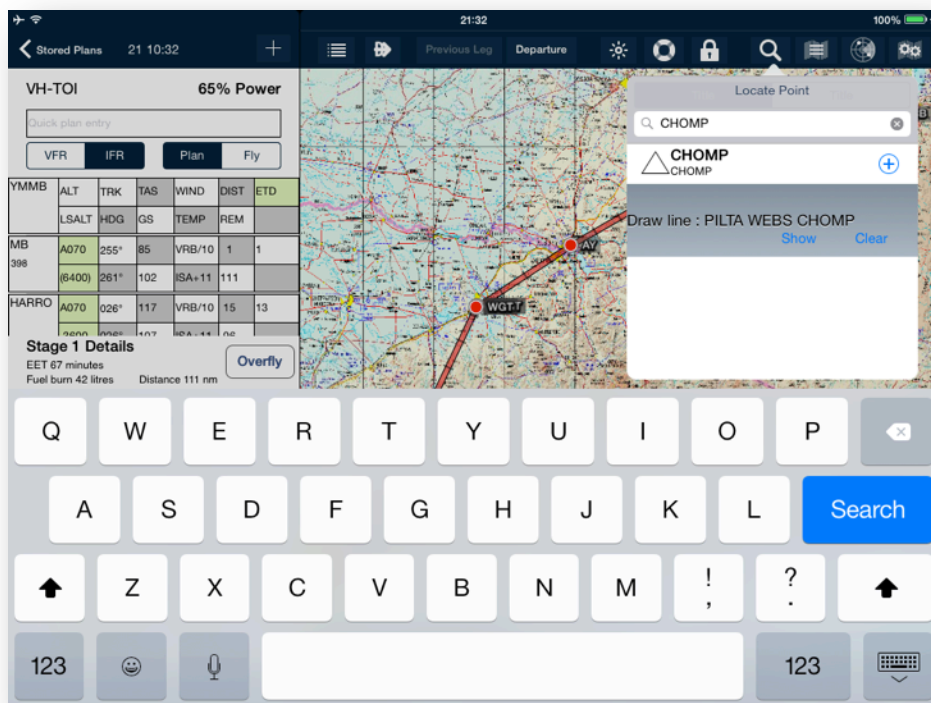 21:32
100%
Stored Plans 21 10:32 +
Previous Leg Departure
VH-TOI 65% Power
Quick plan entry
VFR IFR Plan Fly
YMMB ALT TRK TAS WIND DIST ETD
LSALT HDG GS TEMP REM
MB A070 255° 85 VRB/10 1 1
398 (6400) 261° 102 ISA+11 111
HARRO A070 026° 117 VRB/10 15 13
Stage 1 Details
EET 67 minutes
Fuel burn 42 litres Distance 111 nm
Overfly
AY
WGT-T
Locate Point
CHOMP
CHOMP
CHOMP
Draw line : PILTA WEBS CHOMP
Show Clear
Q W E R T Y U I O P
A S D F G H J K L Search
Z X C V B N M ! , ? .
123 123